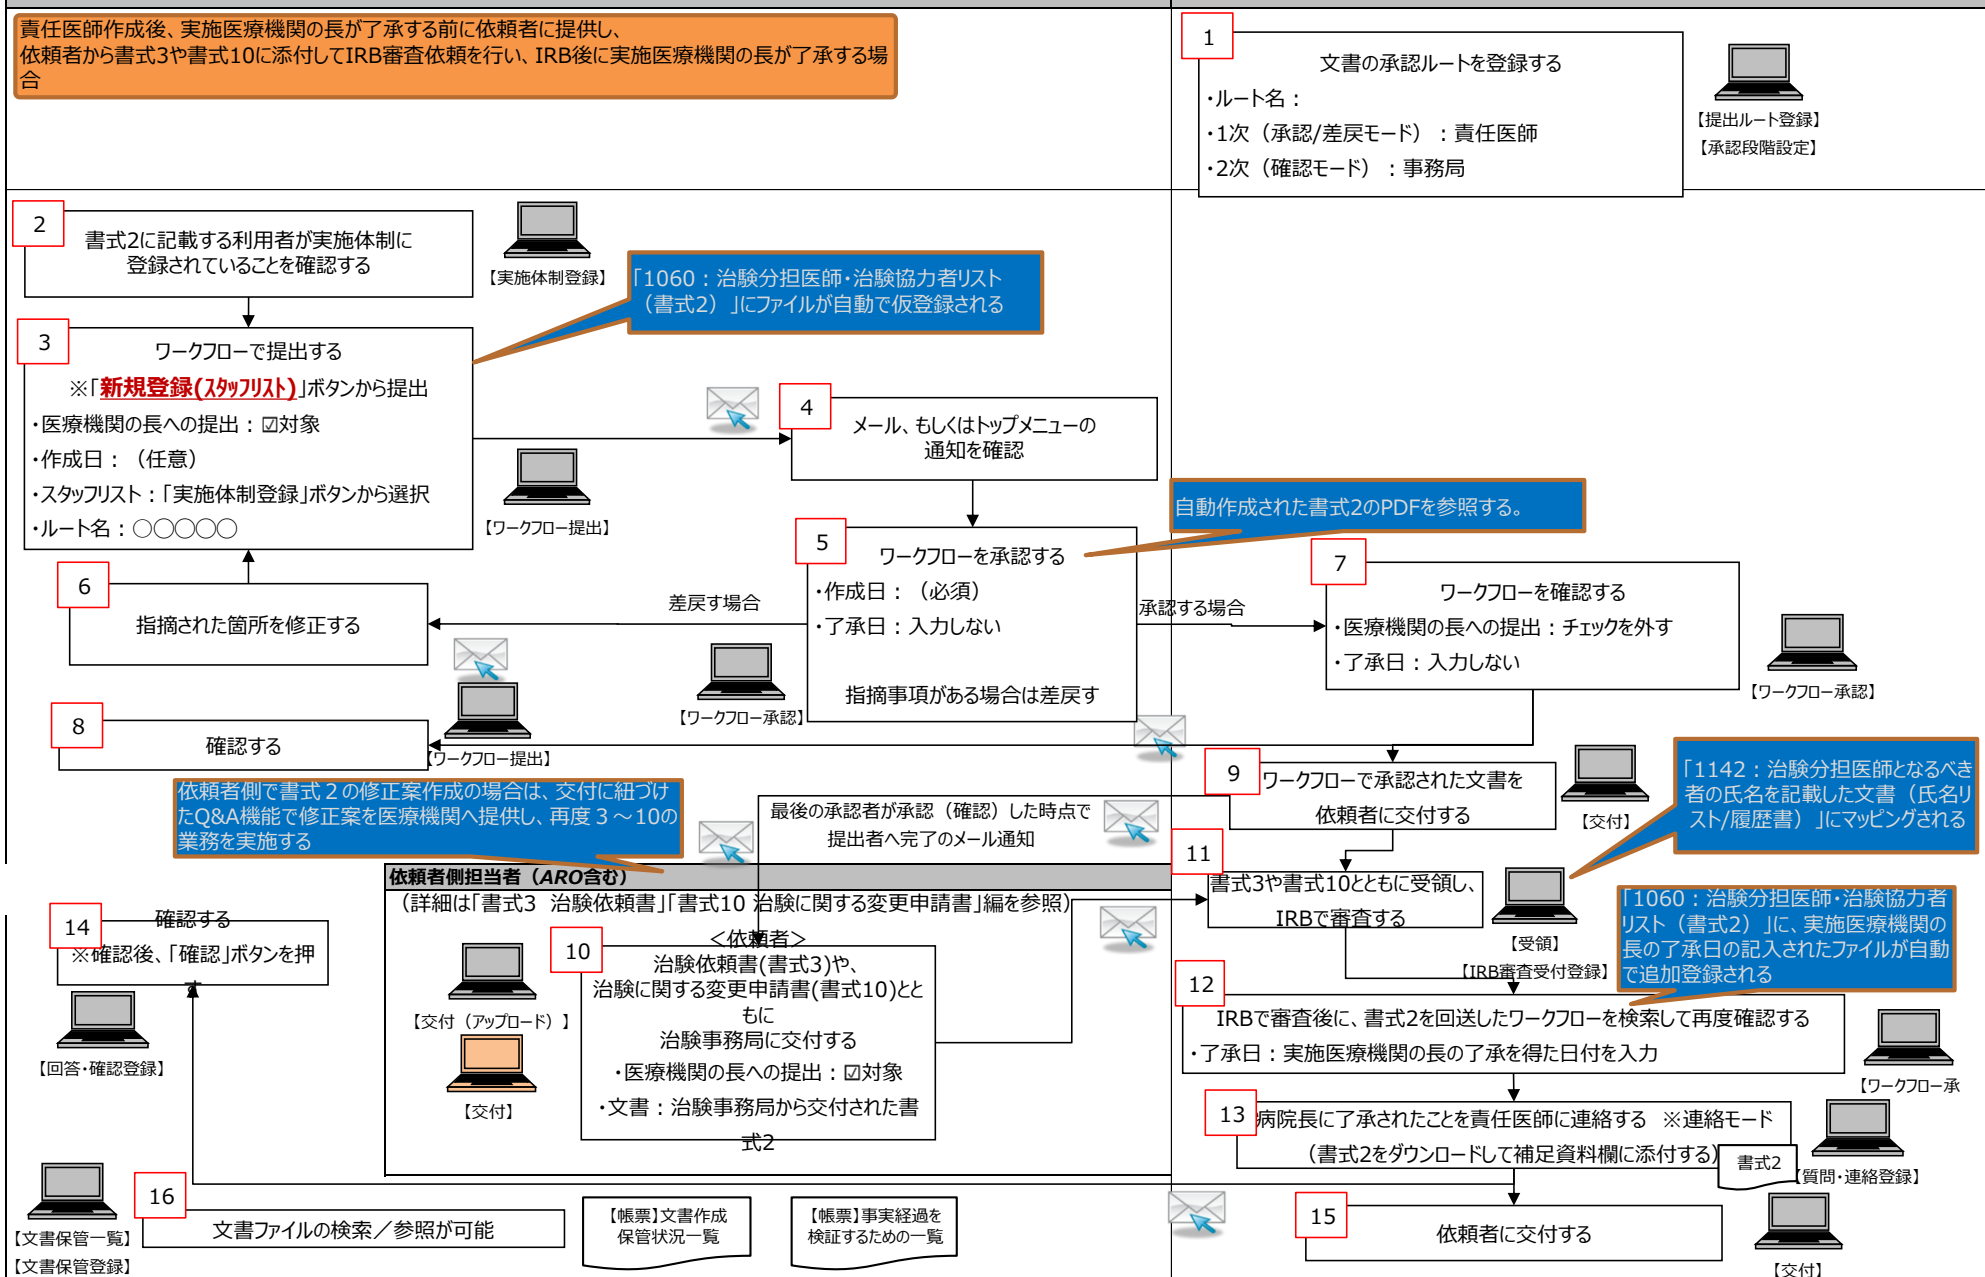 責任医師作成後、実施医療機関の長が了承する前に依頼者に提供し、
依頼者から書式3や書式10に添付してIRB審査依頼を行い、IRB後に実施医療機関の長が了承する場
合
1
文書の承認ルートを登録する
・ルート名：
・1次（承認/差戻モード）：責任医師
・2次（確認モード）：事務局
【提出ルート登録】
【承認段階設定】
2
書式2に記載する利用者が実施体制に
登録されていることを確認する
【実施体制登録】
「1060：治験分担医師・治験協力者リスト
（書式2）」にファイルが自動で仮登録される
3
ワークフローで提出する
※「新規登録(スタッフリスト)」ボタンから提出
・医療機関の長への提出：☑対象
・作成日：（任意）
・スタッフリスト：「実施体制登録」ボタンから選択
・ルート名：○○○○○
【ワークフロー提出】
4
メール、もしくはトップメニューの
通知を確認
自動作成された書式2のPDFを参照する。
5
ワークフローを承認する
・作成日：（必須）
・了承日：入力しない
指摘事項がある場合は差戻す
【ワークフロー承認】
差戻す場合
承認する場合
6
指摘された箇所を修正する
【ワークフロー提出】
7
ワークフローを確認する
・医療機関の長への提出：チェックを外す
・了承日：入力しない
【ワークフロー承認】
8
確認する
9
ワークフローで承認された文書を
依頼者に交付する
【交付】
「1142：治験分担医師となるべき
者の氏名を記載した文書（氏名リ
スト/履歴書）」にマッピングされる
依頼者側で書式２の修正案作成の場合は、交付に紐づけ
たQ&A機能で修正案を医療機関へ提供し、再度３～10の
業務を実施する
最後の承認者が承認（確認）した時点で
提出者へ完了のメール通知
依頼者側担当者（ARO含む）
（詳細は「書式3 治験依頼書」「書式10 治験に関する変更申請書」編を参照）
10
＜依頼者＞
治験依頼書(書式3)や、
治験に関する変更申請書(書式10)とと
もに
治験事務局に交付する
・医療機関の長への提出：☑対象
・文書：治験事務局から交付された書
式2
【交付（アップロード）】
【交付】
11
書式3や書式10とともに受領し、
IRBで審査する
【受領】
【IRB審査受付登録】
「1060：治験分担医師・治験協力者
リスト（書式2）」に、実施医療機関の
長の了承日の記入されたファイルが自動
で追加登録される
12
IRBで審査後に、書式2を回送したワークフローを検索して再度確認する
・了承日：実施医療機関の長の了承を得た日付を入力
【ワークフロー承
13
病院長に了承されたことを責任医師に連絡する ※連絡モード
（書式2をダウンロードして補足資料欄に添付する）
書式2
【質問・連絡登録】
14
確認する
※確認後、「確認」ボタンを押
す
【回答・確認登録】
15
依頼者に交付する
【交付】
16
文書ファイルの検索／参照が可能
【文書保管一覧】
【文書保管登録】
【帳票】文書作成
保管状況一覧
【帳票】事実経過を
検証するための一覧